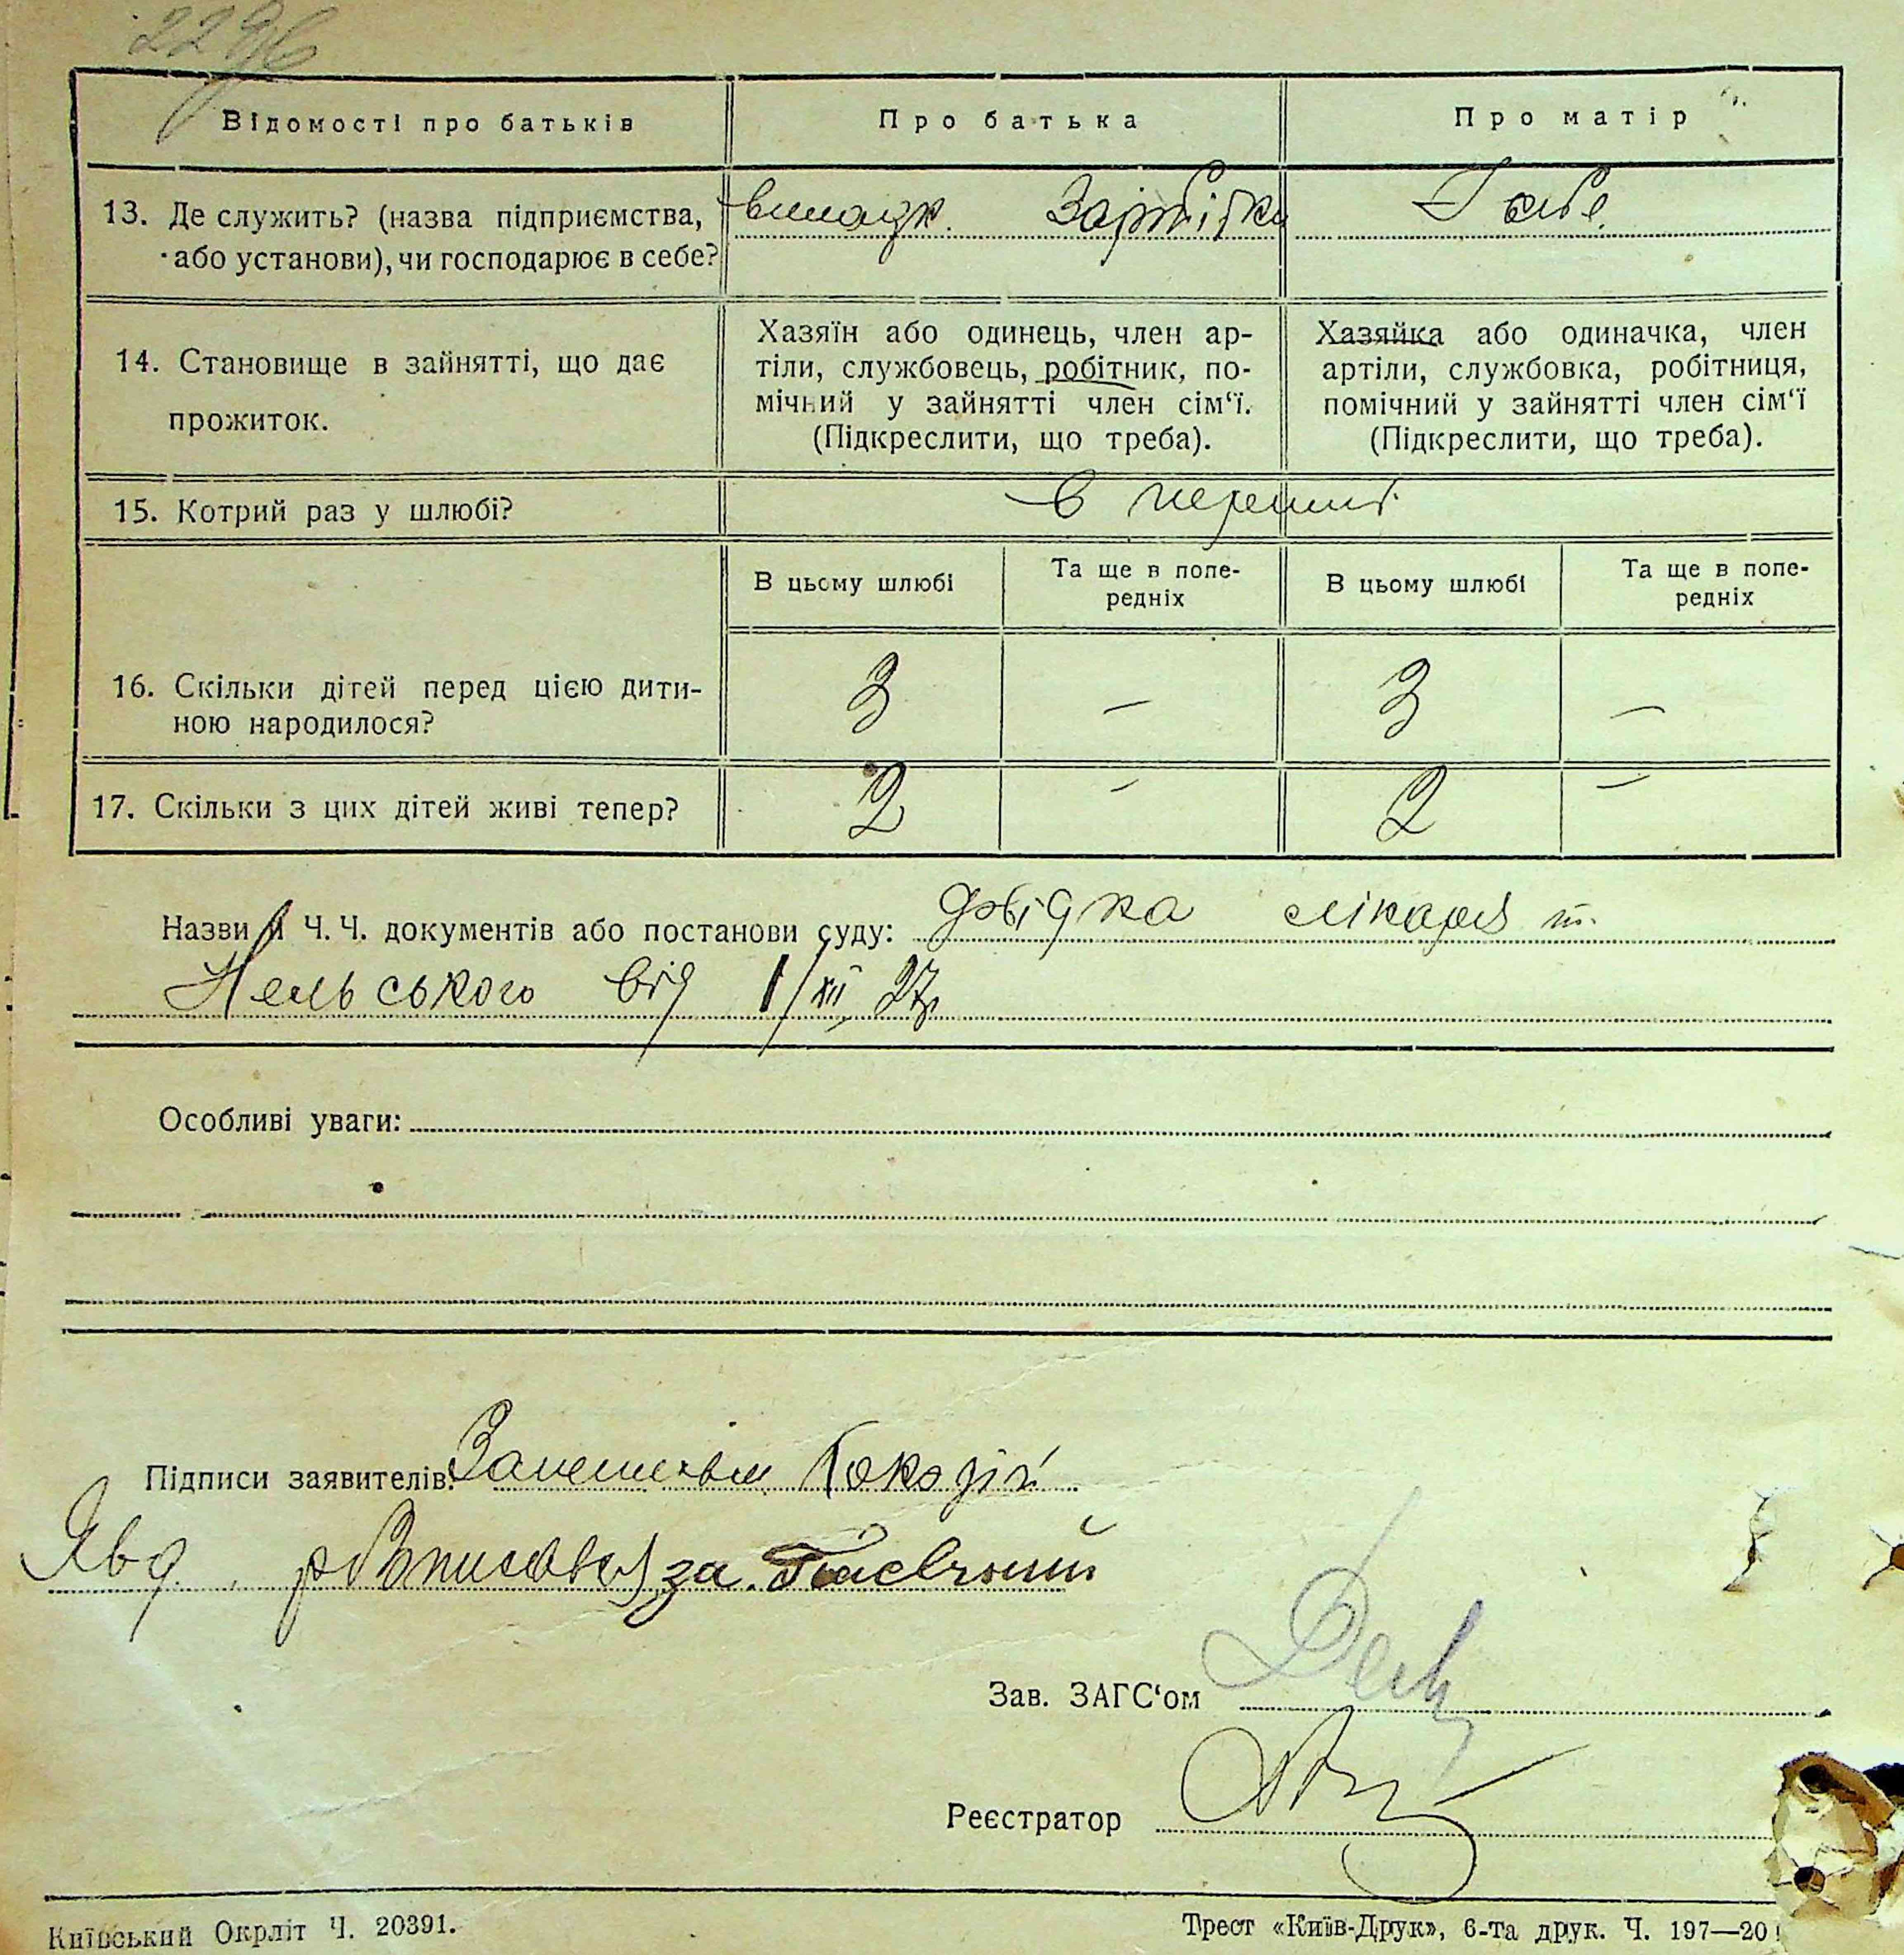 2296
Відомості про батьків
Про батька
Про матір
13. Де служить? (назва підприємства,
або установи), чи господарює в себе?
випадк. Зарібітки
14. Становище в зайнятті, що дає
прожиток.
Хазяїн або одинець, член ар-
тіли, службовець, робітник, по-
мічний у зайнятті член сім'ї.
(Підкреслити, що треба).
Хазяйка або одиначка, член
артіли, службовка, робітниця,
помічний у зайнятті член сім'ї
(Підкреслити, що треба).
15. Котрий раз у шлюбі?
в перший
В цьому шлюбі
Та ще в попе-
редніх
В цьому шлюбі
Та ще в попе-
редніх
16. Скільки дітей перед цією дити-
ною народилося?
3 – 3 –
17. Скільки з цих дітей живі тепер?
2 – 2 –
Назви й Ч. Ч. документів або постанови суду: довідка лікаря
Нельського від 1/XII 27р
Особливі уваги:
Підписи заявителів:
за
Зав. ЗАГС'ом
Реєстратор
Київський Окрліт Ч. 20391.
Трест «Київ-Друк», 6-та друк. Ч. 197—20